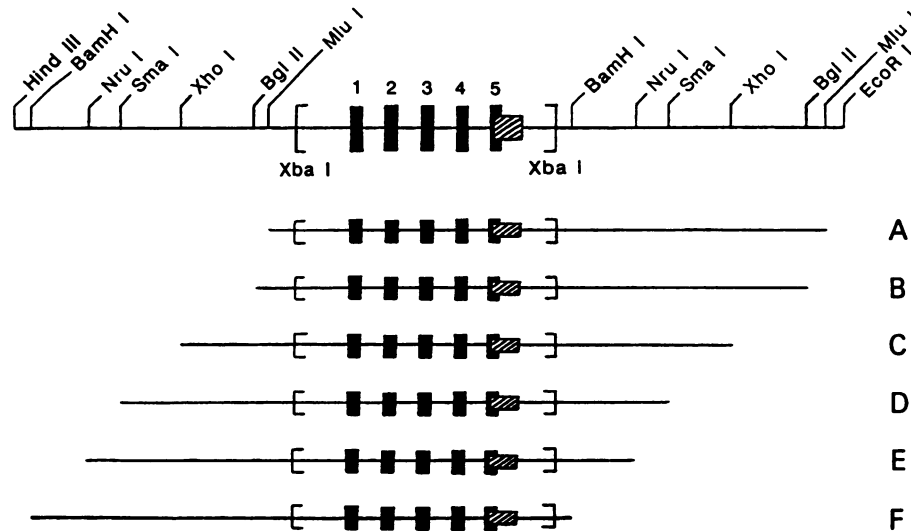 Hind III
BamH I
Nru I
Sma I
Xho I
Bgl II
Mlu I
BamH I
Nru I
Sma I
Xho I
Bgl II
Mlu I
EcoR I
1 2 3 4 5
Xba I
Xba I
A
B
C
D
E
F